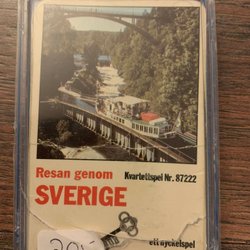 Resan genom
Kvartettspel Nr. 87222
SVERIGE
ett nyckelspel